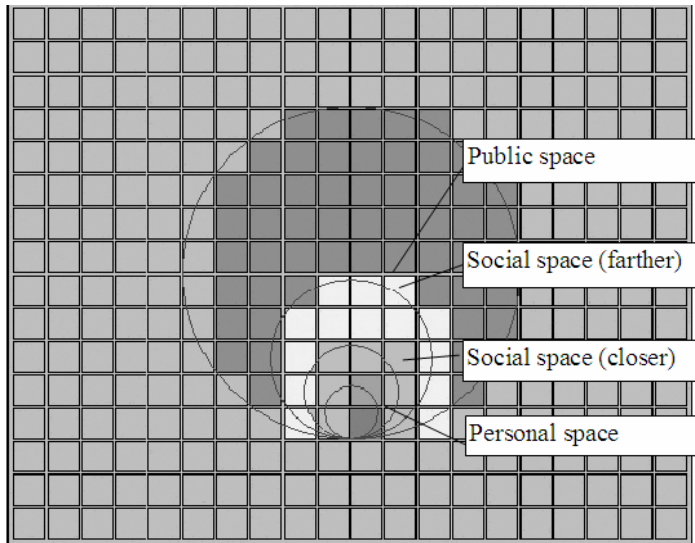 Public space
Social space (farther)
Social space (closer)
Personal space